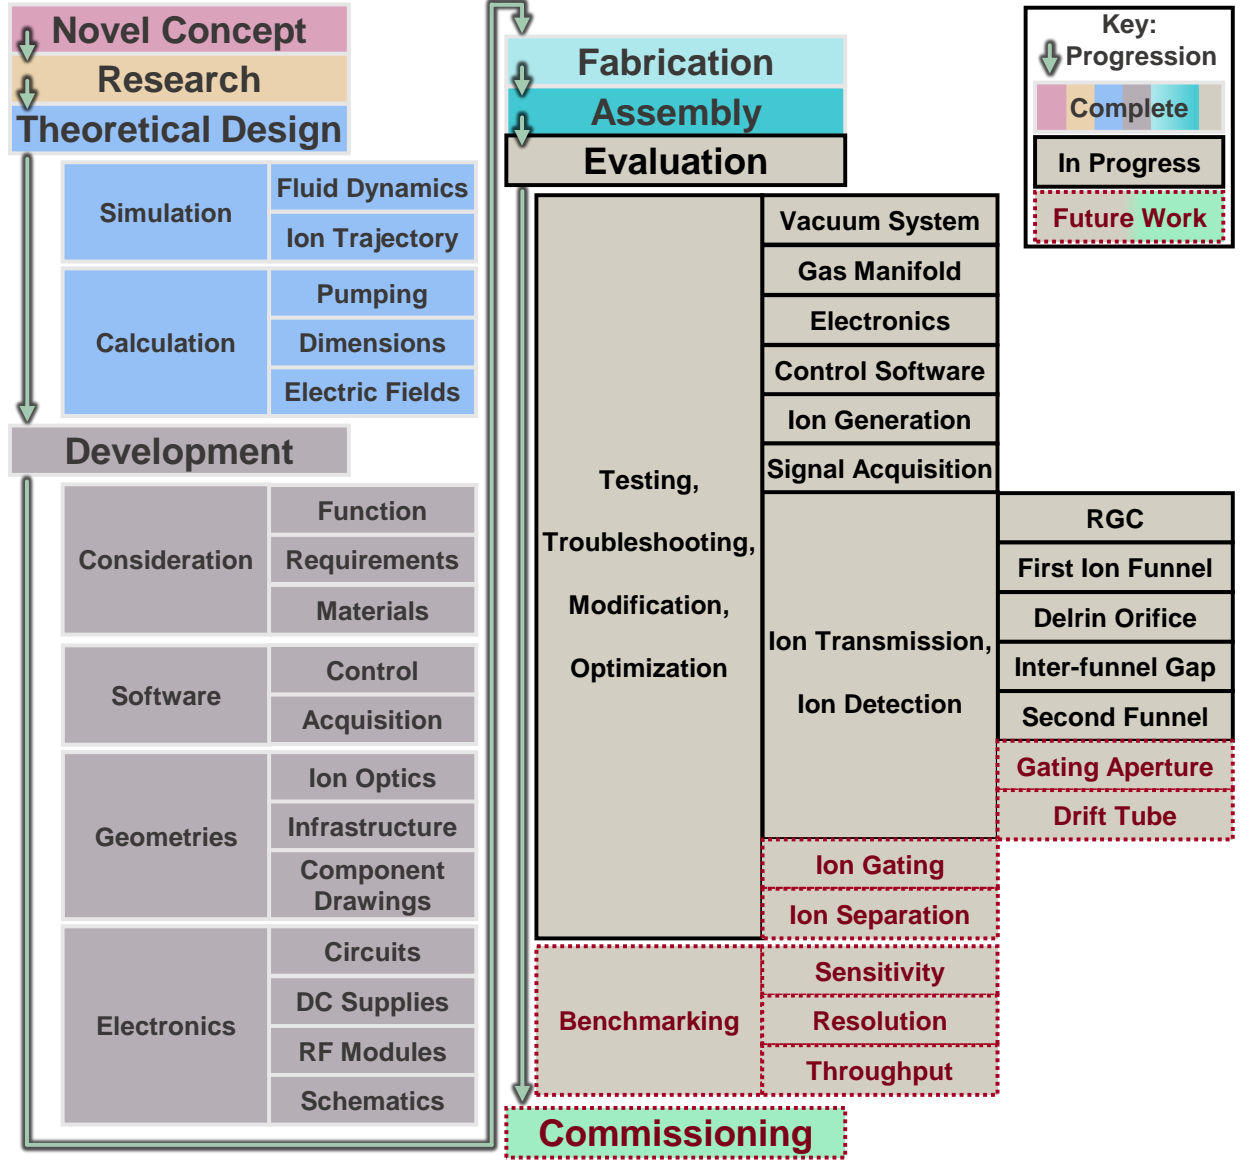 Novel Concept
Research
Theoretical Design
Simulation
Fluid Dynamics
Ion Trajectory
Calculation
Pumping
Dimensions
Electric Fields
Development
Consideration
Function
Requirements
Materials
Software
Control
Acquisition
Geometries
Ion Optics
Infrastructure
Component
Drawings
Electronics
Circuits
DC Supplies
RF Modules
Schematics
Fabrication
Assembly
Evaluation
Testing,
Troubleshooting,
Modification,
Optimization
Vacuum System
Gas Manifold
Electronics
Control Software
Ion Generation
Signal Acquisition
Ion Transmission,
Ion Detection
RGC
First Ion Funnel
Delrin Orifice
Inter-funnel Gap
Second Funnel
Gating Aperture
Drift Tube
Ion Gating
Ion Separation
Benchmarking
Sensitivity
Resolution
Throughput
Commissioning
Key:
Progression
Complete
In Progress
Future Work